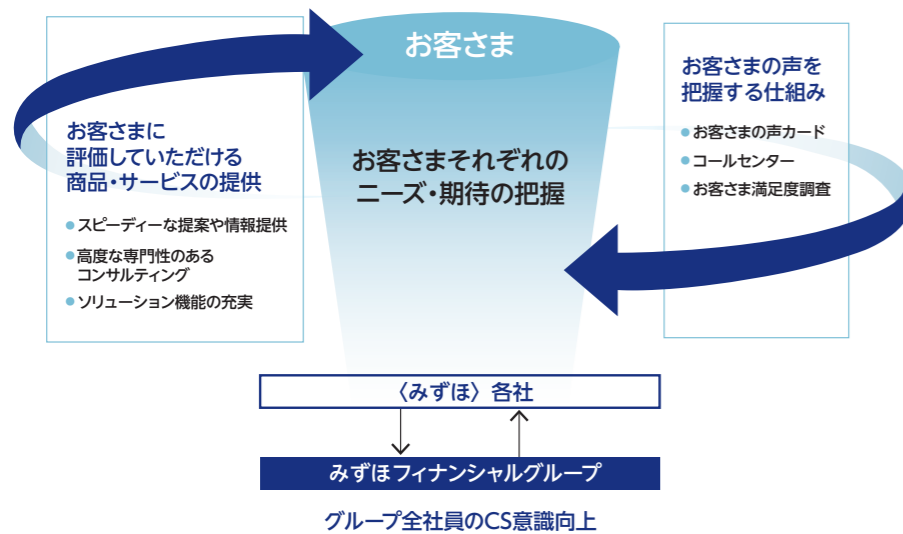 お客さま
お客さまに
評価していただける
商品・サービスの提供
● スピーディーな提案や情報提供
● 高度な専門性のある
コンサルティング
● ソリューション機能の充実
お客さまそれぞれの
ニーズ・期待の把握
お客さまの声を
把握する仕組み
● お客さまの声カード
● コールセンター
● お客さま満足度調査
〈みずほ〉各社
みずほフィナンシャルグループ
グループ全社員のCS意識向上